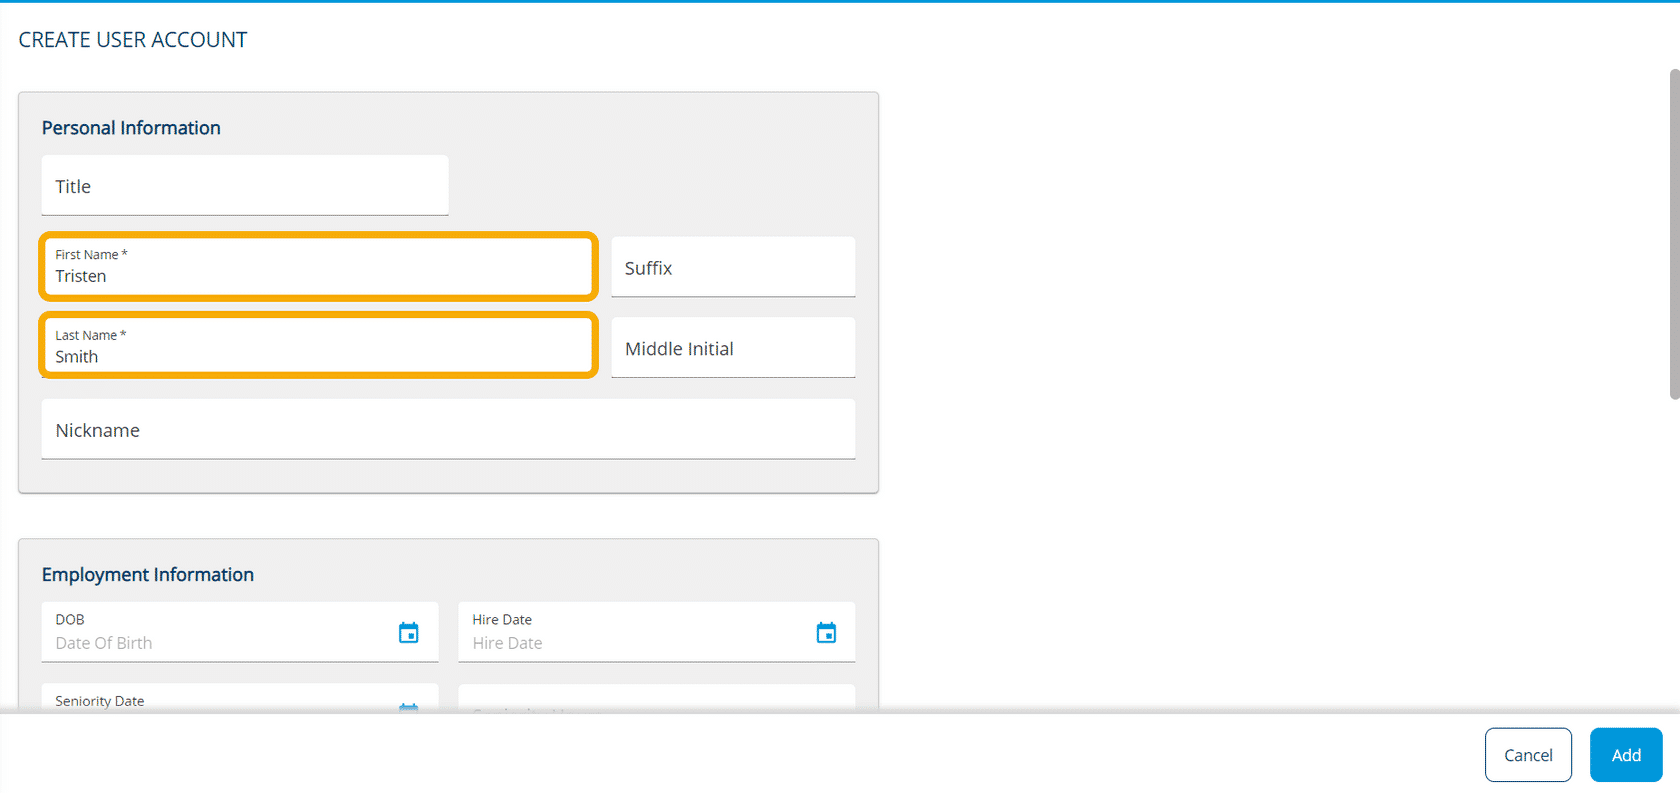 CREATE USER ACCOUNT
Personal Information
Title
First Name *
Tristen
Suffix
Last Name *
Smith
Middle Initial
Nickname
Employment Information
DOB
Date Of Birth
Hire Date
Hire Date
Seniority Date
Cancel
Add